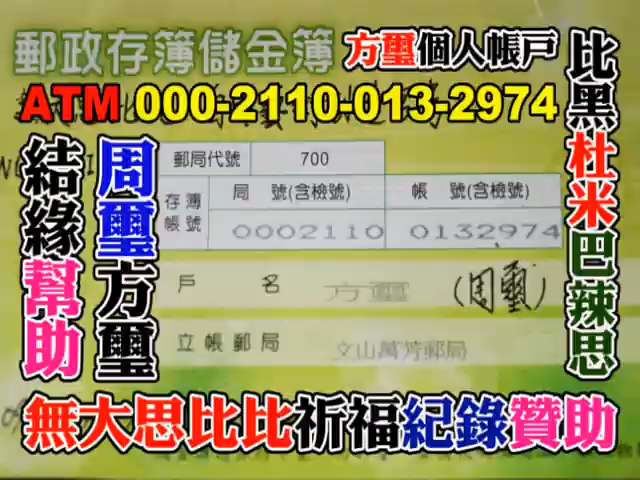 郵政存簿儲金簿 方璽個人帳戶
ATM 000-2110-013-2974
比黑杜米巴辣思
結緣幫助
周璽方璽
郵局代號 700
存簿帳號
局 號(含檢號) 帳 號(含檢號)
0002110 0132974
戶 名 方璽 (周璽)
立帳郵局 文山萬芳郵局
無大思比比祈福紀錄贊助